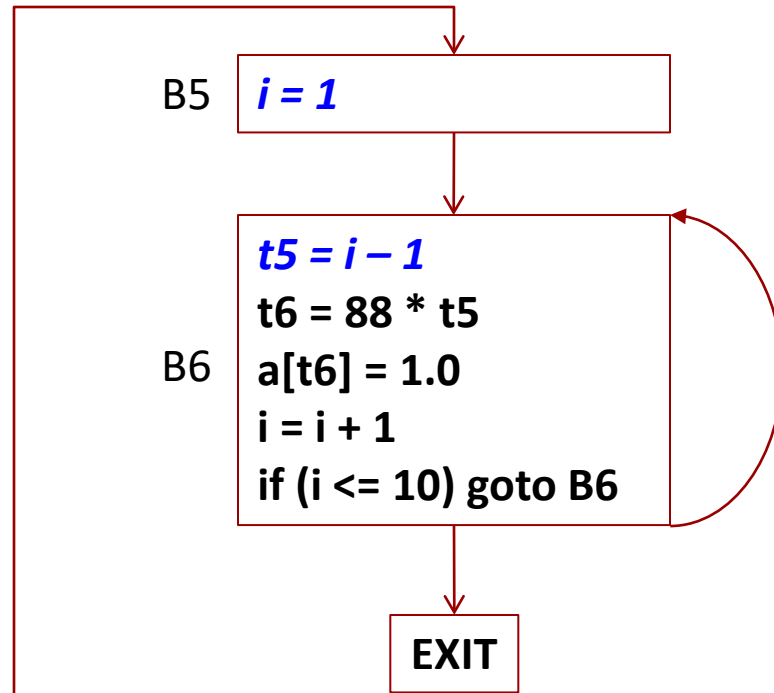 B5
i = 1
t5 = i – 1
t6 = 88 * t5
B6
a[t6] = 1.0
i = i + 1
if (i <= 10) goto B6
EXIT